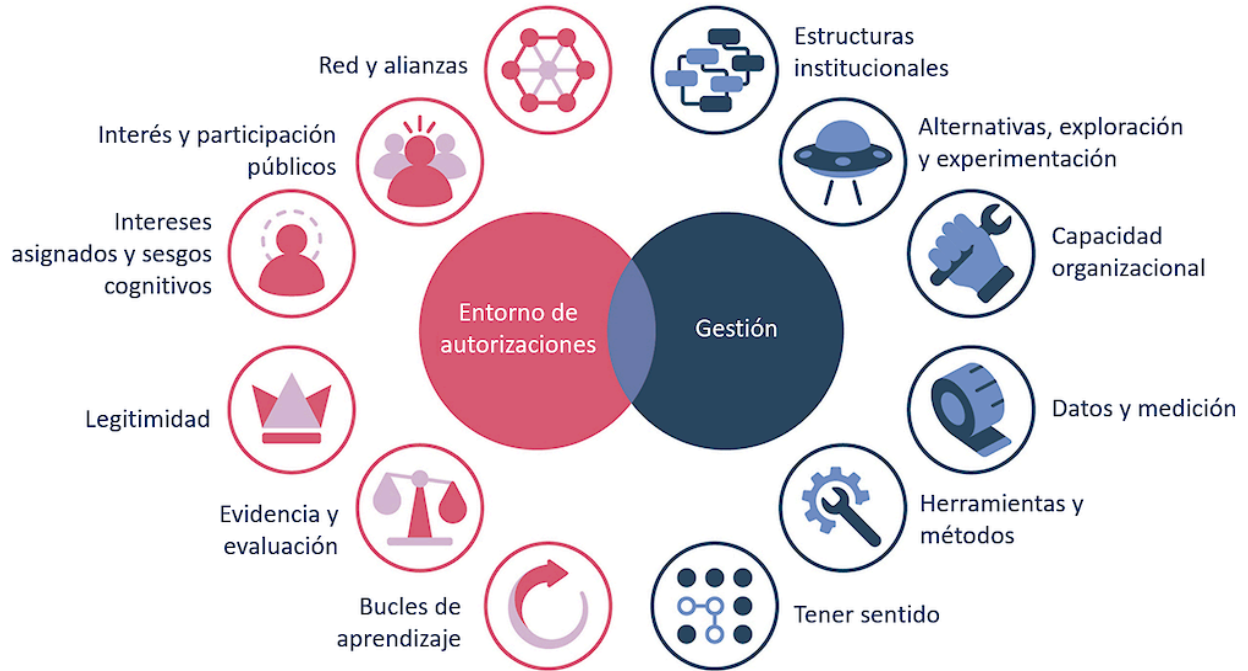 Red y alianzas
Interés y participación
públicos
Intereses
asignados y sesgos
cognitivos
Legitimidad
Evidencia y
evaluación
Bucles de
aprendizaje
Entorno de
autorizaciones
Gestión
Estructuras
institucionales
Alternativas, exploración
y experimentación
Capacidad
organizacional
Datos y medición
Herramientas y
métodos
Tener sentido